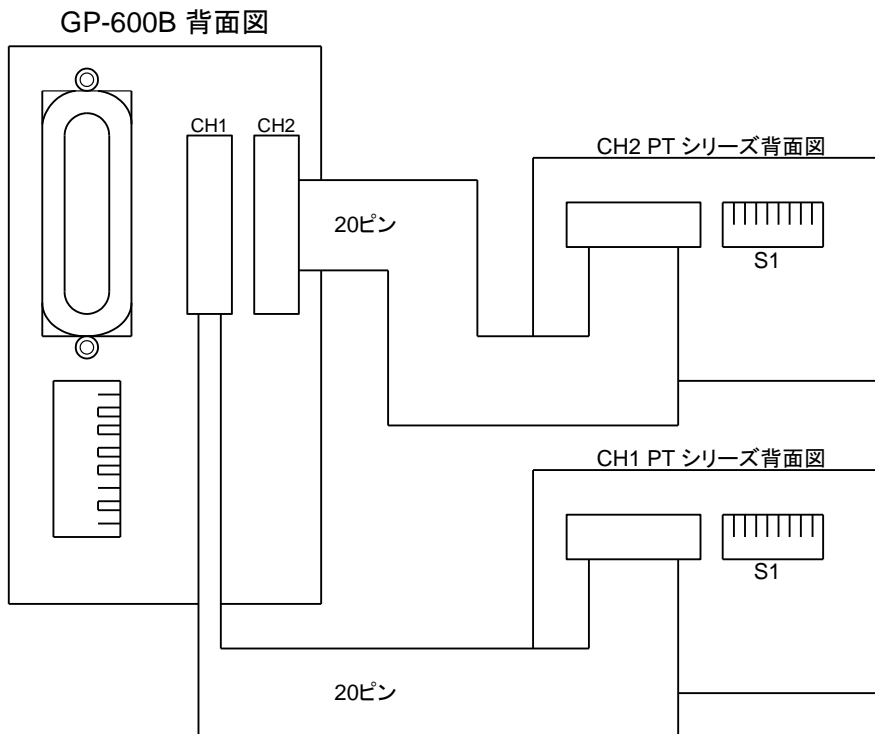 GP-600B 背面図
CH1
CH2
CH2 PT シリーズ背面図
20ピン
S1
CH1 PT シリーズ背面図
S1
20ピン